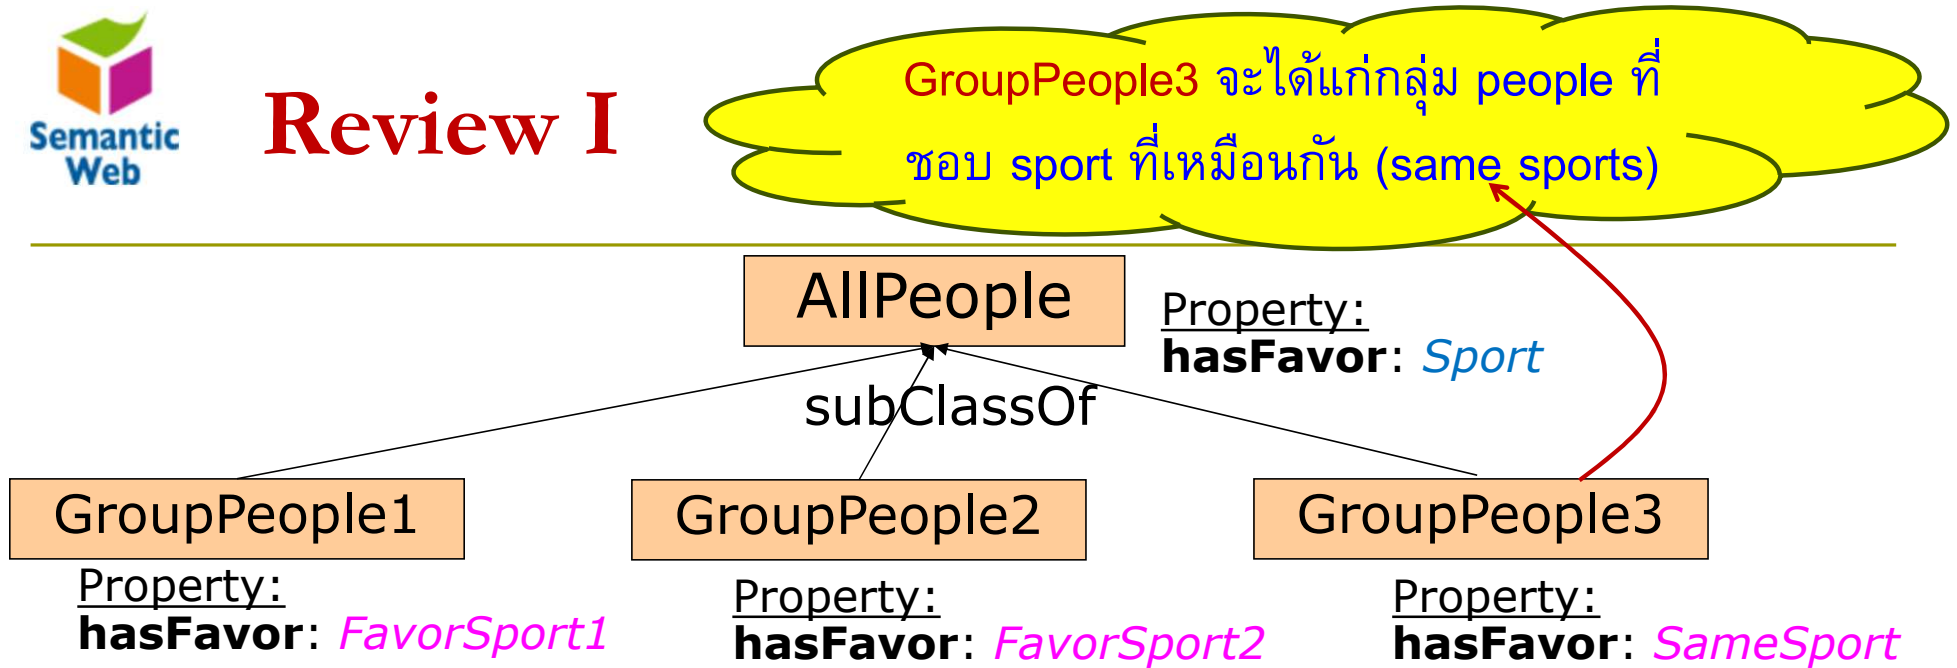 Semantic
Web
Review I
GroupPeople3 จะได้แก่กลุ่ม people ที่
ชอบ sport ที่เหมือนกัน (same sports)
AllPeople
Property:
hasFavor: Sport
subClassOf
GroupPeople1
GroupPeople2
GroupPeople3
Property:
hasFavor: FavorSport1
Property:
hasFavor: FavorSport2
Property:
hasFavor: SameSport